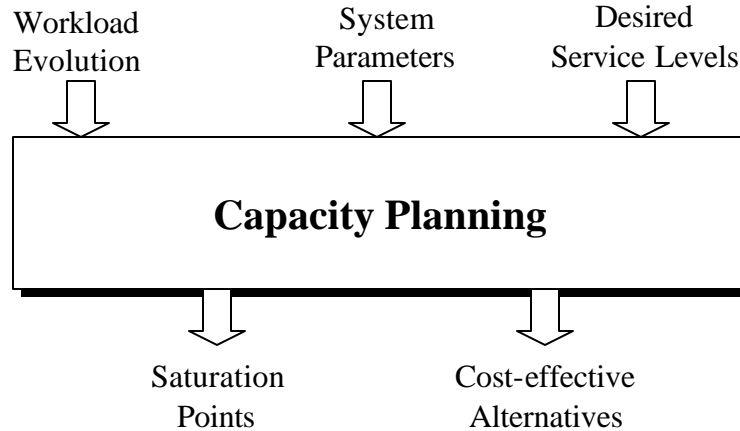 Workload
Evolution
System
Parameters
Desired
Service Levels
Capacity Planning
Saturation
Points
Cost-effective
Alternatives